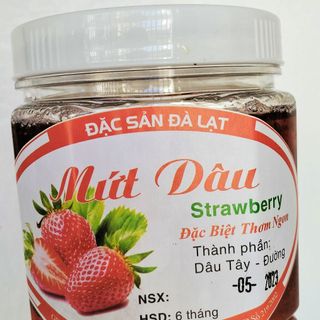 ĐẶC SẢN ĐÀ LẠT
Mứt Dâu
Strawberry
Đặc Biệt Thơm Ngon
Thành phần;
Dâu Tây - Đường
-05- 2023
NSX:
HSD: 6 tháng